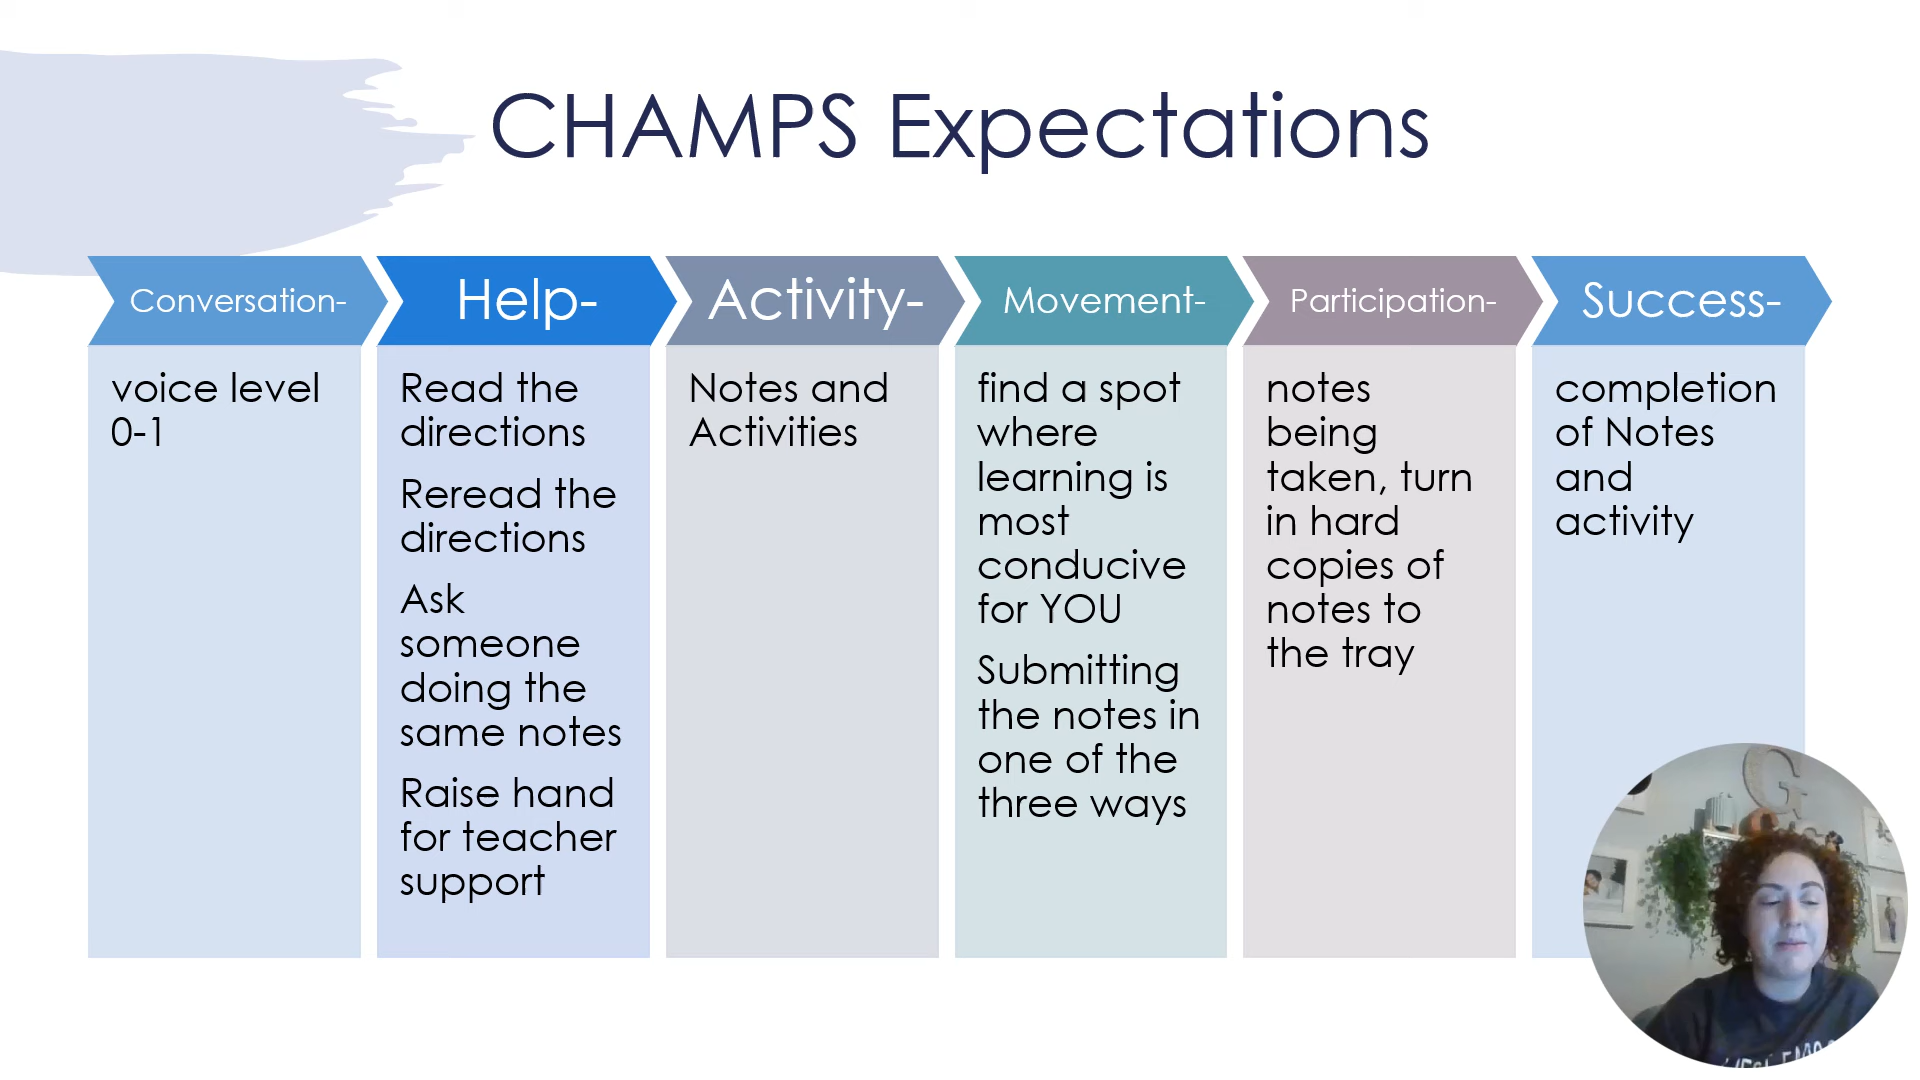 CHAMPS Expectations
Conversation-
voice level
0-1
Help-
Read the
directions
Reread the
directions
Ask
someone
doing the
same notes
Raise hand
for teacher
support
Activity-
Notes and
Activities
Movement-
find a spot
where
learning is
most
conducive
for YOU
Submitting
the notes in
one of the
three ways
Participation-
notes
being
taken, turn
in hard
copies of
notes to
the tray
Success-
completion
of Notes
and
activity
G